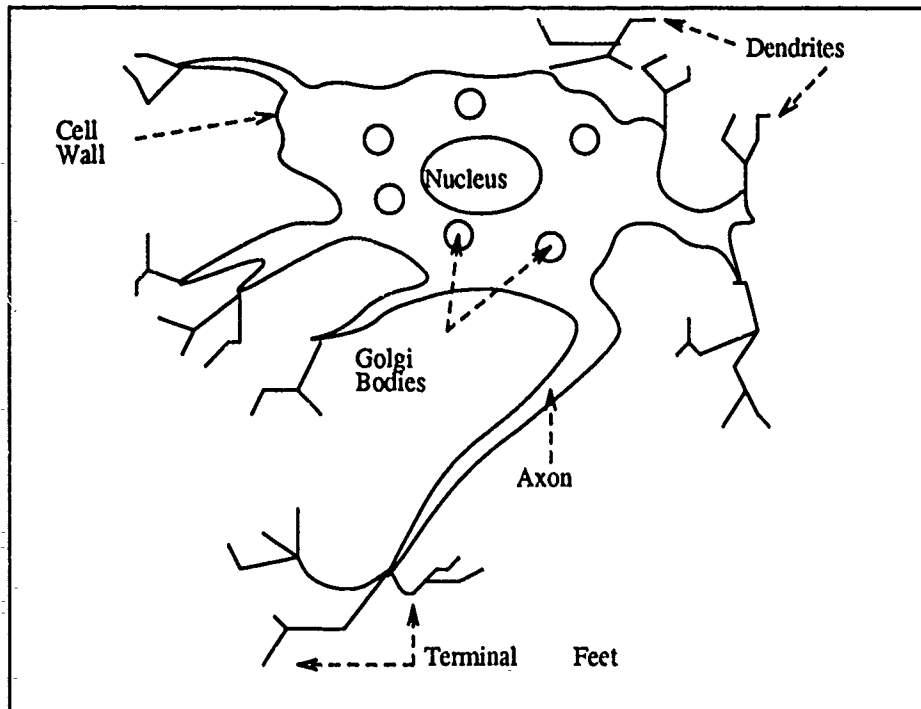 Dendrites
Cell
Wall
Nucleus
Golgi
Bodies
Axon
Terminal Feet